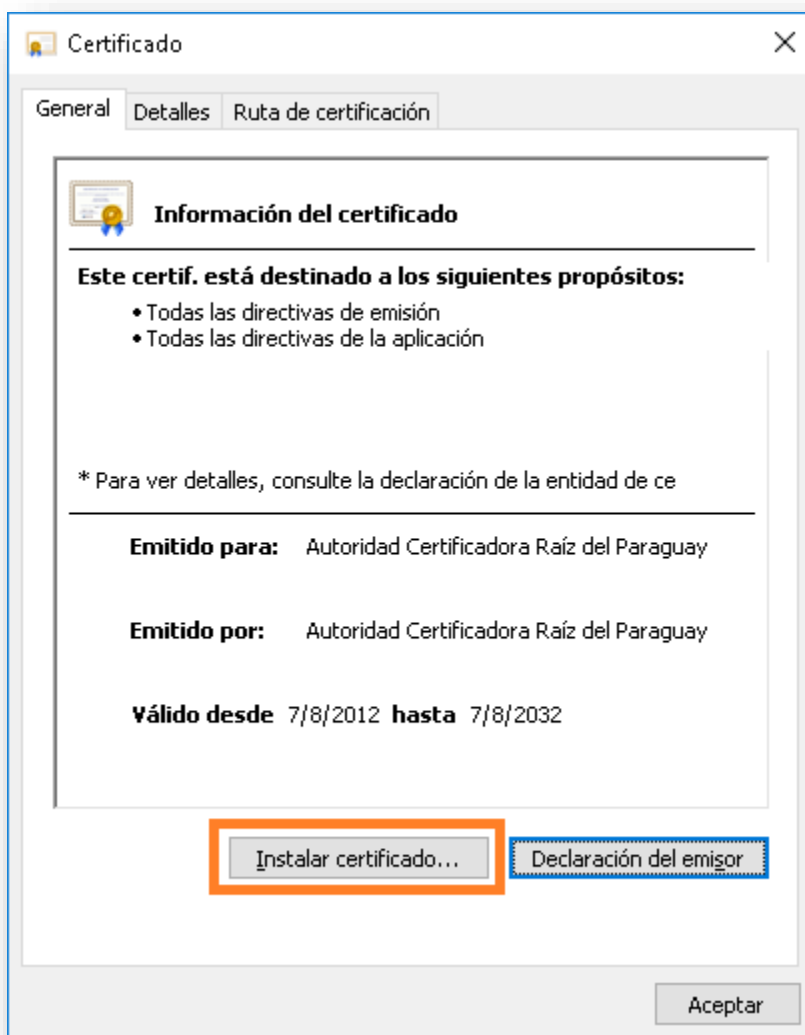 Certificado
General Detalles Ruta de certificación
Información del certificado
Este certif. está destinado a los siguientes propósitos:
• Todas las directivas de emisión
• Todas las directivas de la aplicación
* Para ver detalles, consulte la declaración de la entidad de ce
Emitido para: Autoridad Certificadora Raíz del Paraguay
Emitido por: Autoridad Certificadora Raíz del Paraguay
Válido desde 7/8/2012 hasta 7/8/2032
Instalar certificado... Declaración del emisor
Aceptar